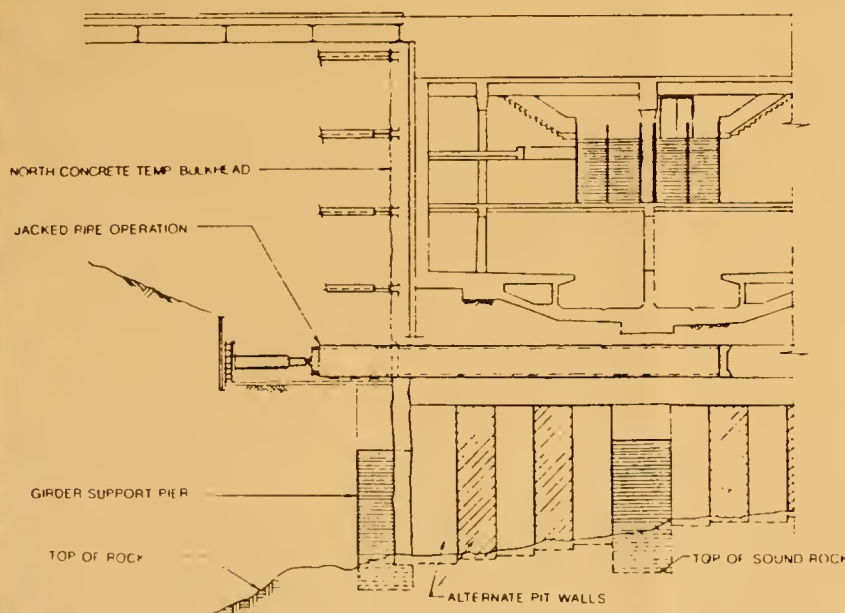 NORTH CONCRETE TEMP BULKHEAD
JACKED PIRE OPERATION
GIRDER SUPPORT PIER
TOP OF ROCK
TOP OF SOUND ROCK
ALTERNATE PIT WALLS